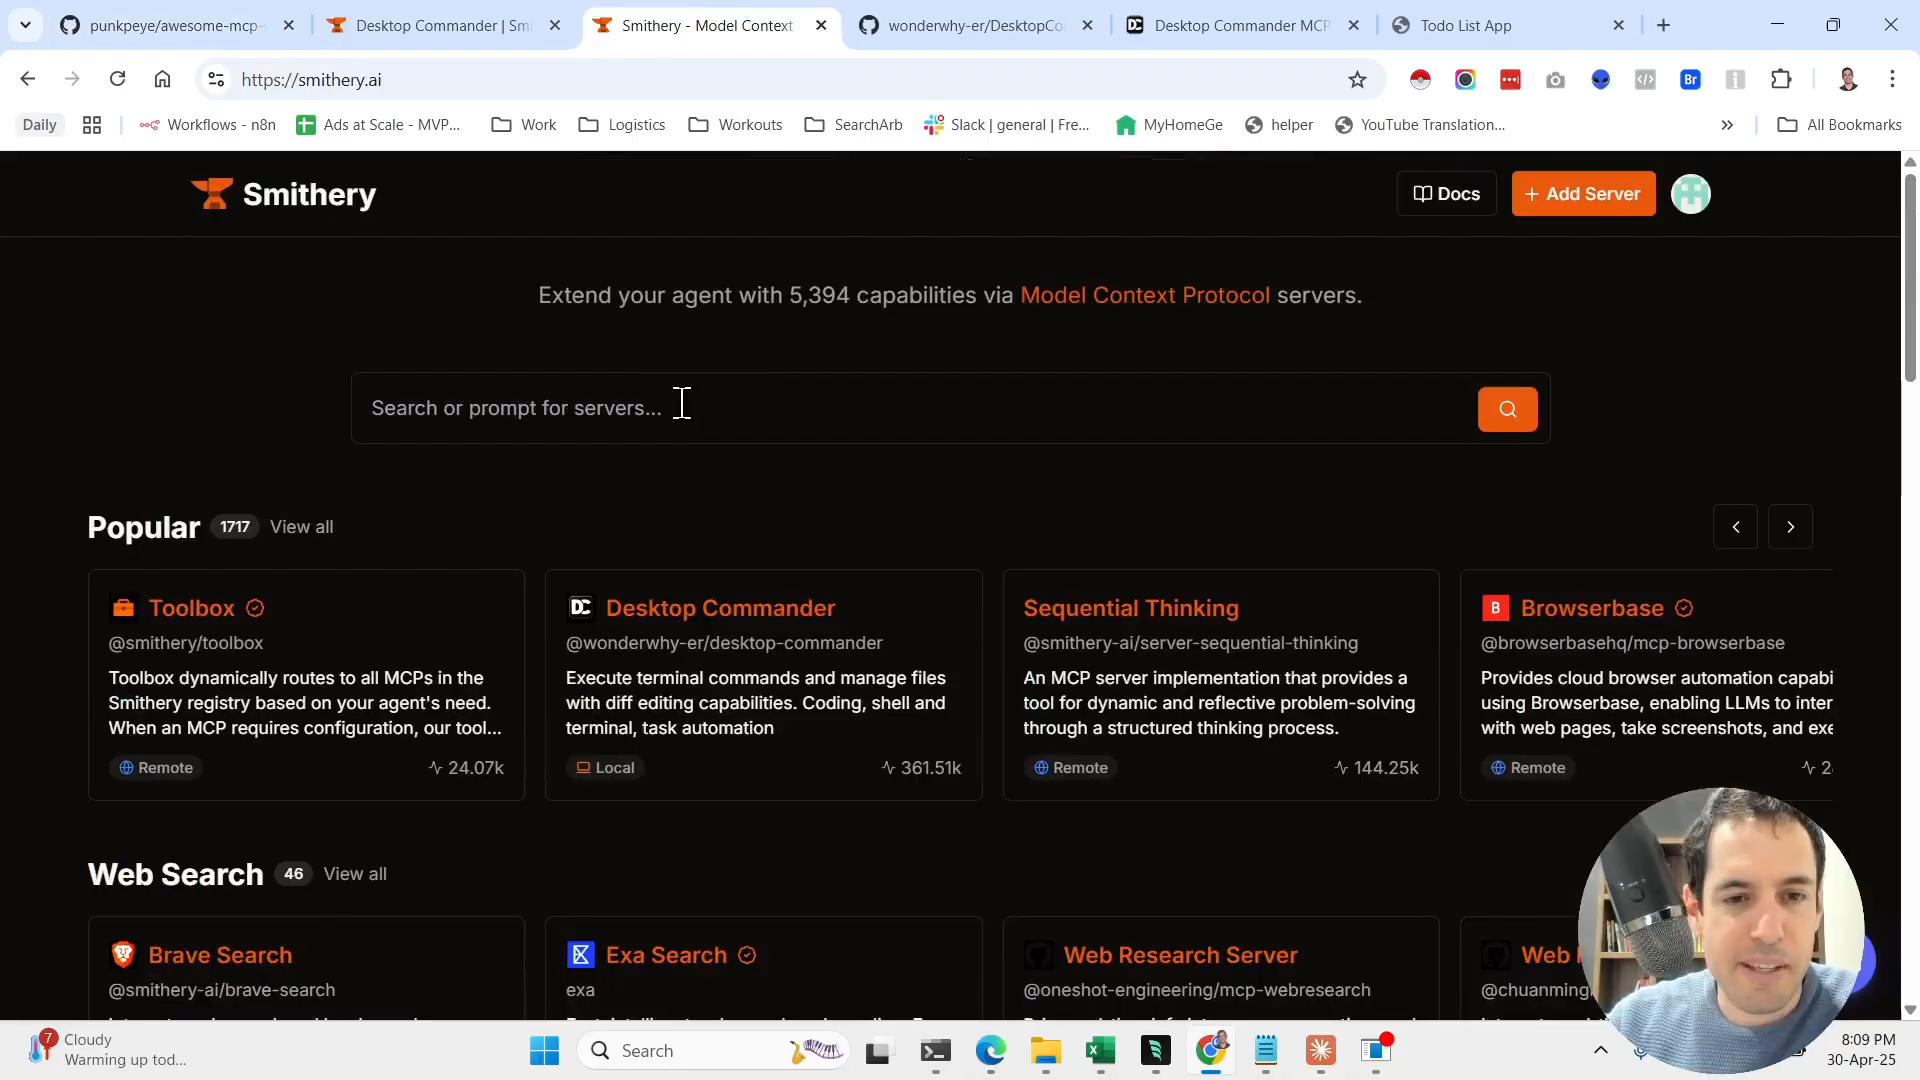 punkpeye/awesome-mcp-s
Desktop Commander | Smi
Smithery - Model Context
wonderwhy-er/DesktopCo
Desktop Commander MCP
Todo List App
https://smithery.ai
Daily
Workflows - n8n
Ads at Scale - MVP...
Work
Logistics
Workouts
SearchArb
Slack | general | Fre...
MyHomeGe
helper
YouTube Translation...
All Bookmarks
Smithery
Docs
+ Add Server
Extend your agent with 5,394 capabilities via Model Context Protocol servers.
Search or prompt for servers...
Popular 1717 View all
Toolbox
@smithery/toolbox
Toolbox dynamically routes to all MCPs in the
Smithery registry based on your agent's need.
When an MCP requires configuration, our tool...
Remote
24.07k
DC Desktop Commander
@wonderwhy-er/desktop-commander
Execute terminal commands and manage files
with diff editing capabilities. Coding, shell and
terminal, task automation
Local
361.51k
Sequential Thinking
@smithery-ai/server-sequential-thinking
An MCP server implementation that provides a
tool for dynamic and reflective problem-solving
through a structured thinking process.
Remote
144.25k
B Browserbase
@browserbasehq/mcp-browserbase
Provides cloud browser automation capabi
using Browserbase, enabling LLMs to inter
with web pages, take screenshots, and exe
Remote
Web Search 46 View all
Brave Search
@smithery-ai/brave-search
Exa Search
exa
Web Research Server
@oneshot-engineering/mcp-webresearch
Web
@chuanming
7
Cloudy
Warming up tod...
Search
8:09 PM
30-Apr-25